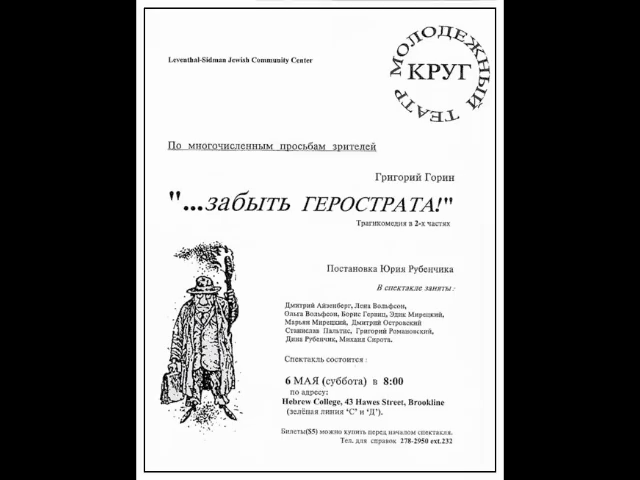 Leventhal-Sidman Jewish Community Center
МОЛОДЕЖНЫЙ ТЕАТР
КРУГ
По многочисленным просьбам зрителей
Григорий Горин
"...забыть ГЕРОСТРАТА!"
Трагикомедия в 2-х частях
Постановка Юрия Рубенчика
В спектакле заняты :
Дмитрий Айзенберг, Лена Вольфсон,
Ольга Вольфсон, Борис Геринц, Эдик Мирецкий,
Марьян Мирецкий, Дмитрий Островский
Станислав Палатис, Григорий Романовский,
Дина Рубенчик, Михаил Сирота.
Спектакль состоится :
6 МАЯ (суббота) в 8:00
по адресу:
Hebrew College, 43 Hawes Street, Brookline
(зелёная линия "С" и "Д").
Билеты($5) можно купить перед началом спектакля.
Тел. для справок 278-2950 ext.232